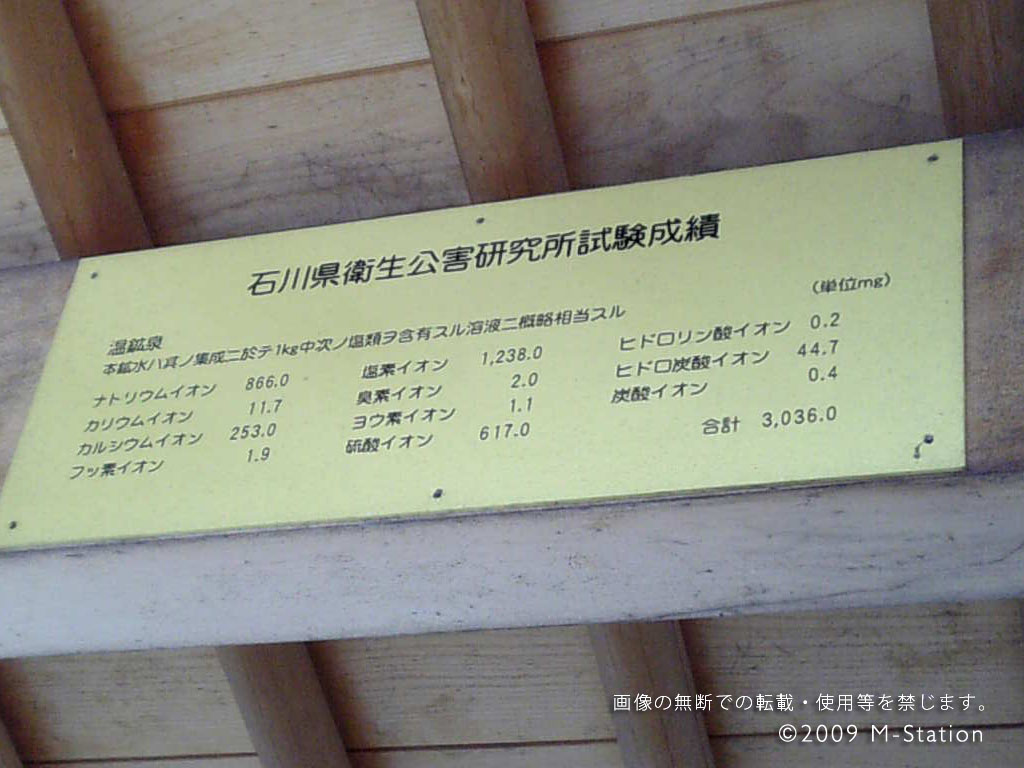 石川県衛生公害研究所試験成績
(単位mg)
温鉱泉
本鉱水ハ其ノ集成ニ於テ1kg中次ノ塩類ヲ含有スル溶液ニ概略相当スル
ナトリウムイオン 866.0
カリウムイオン 11.7
カルシウムイオン 253.0
フッ素イオン 1.9
塩素イオン 1,238.0
臭素イオン 2.0
ヨウ素イオン 1.1
硫酸イオン 617.0
ヒドロリン酸イオン 0.2
ヒドロ炭酸イオン 44.7
炭酸イオン 0.4
合計 3,036.0
画像の無断での転載・使用等を禁じます。
©2009 M-Station